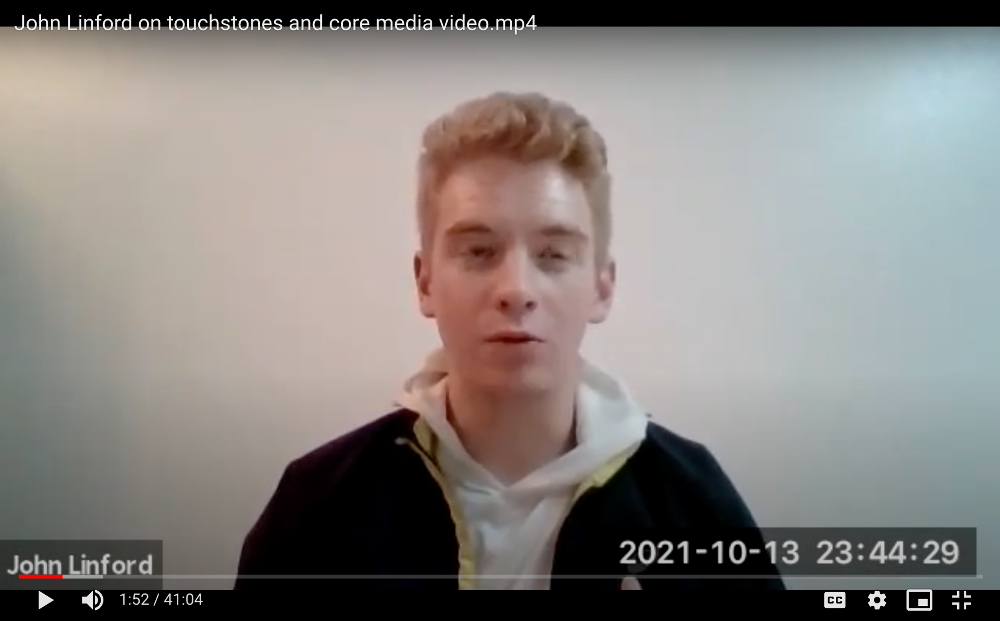 John Linford on touchstones and core media video.mp4
John Linford
2021-10-13 23:44:29
1:52 / 41:04
CC